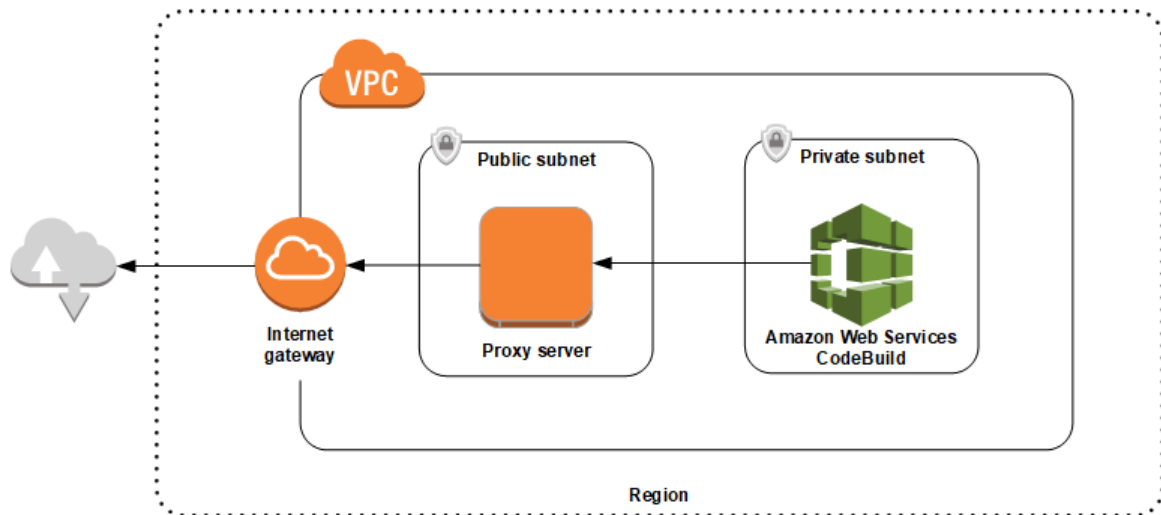 VPC
Public subnet
Private subnet
Internet
gateway
Proxy server
Amazon Web Services
CodeBuild
Region